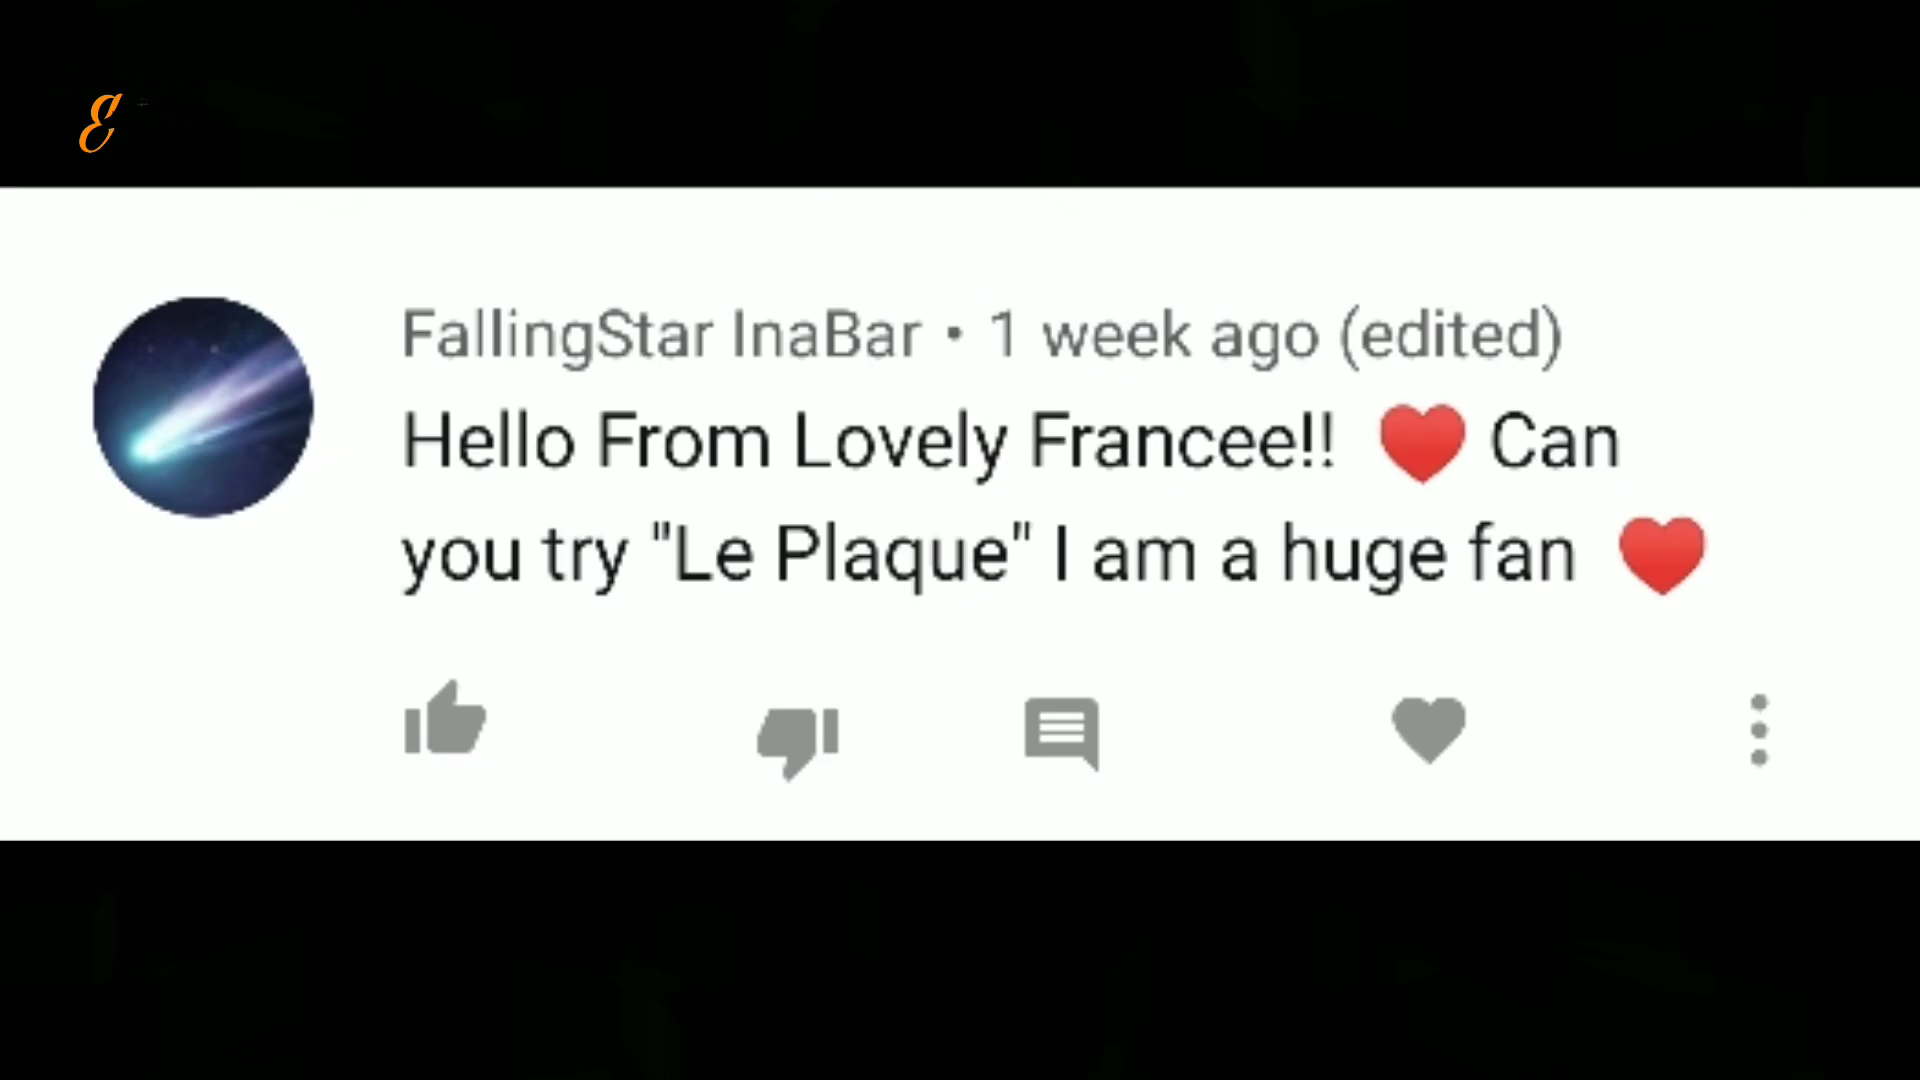 E
FallingStar InaBar • 1 week ago (edited)
Hello From Lovely Francee!! ♥️ Can
you try "Le Plaque" I am a huge fan ♥️